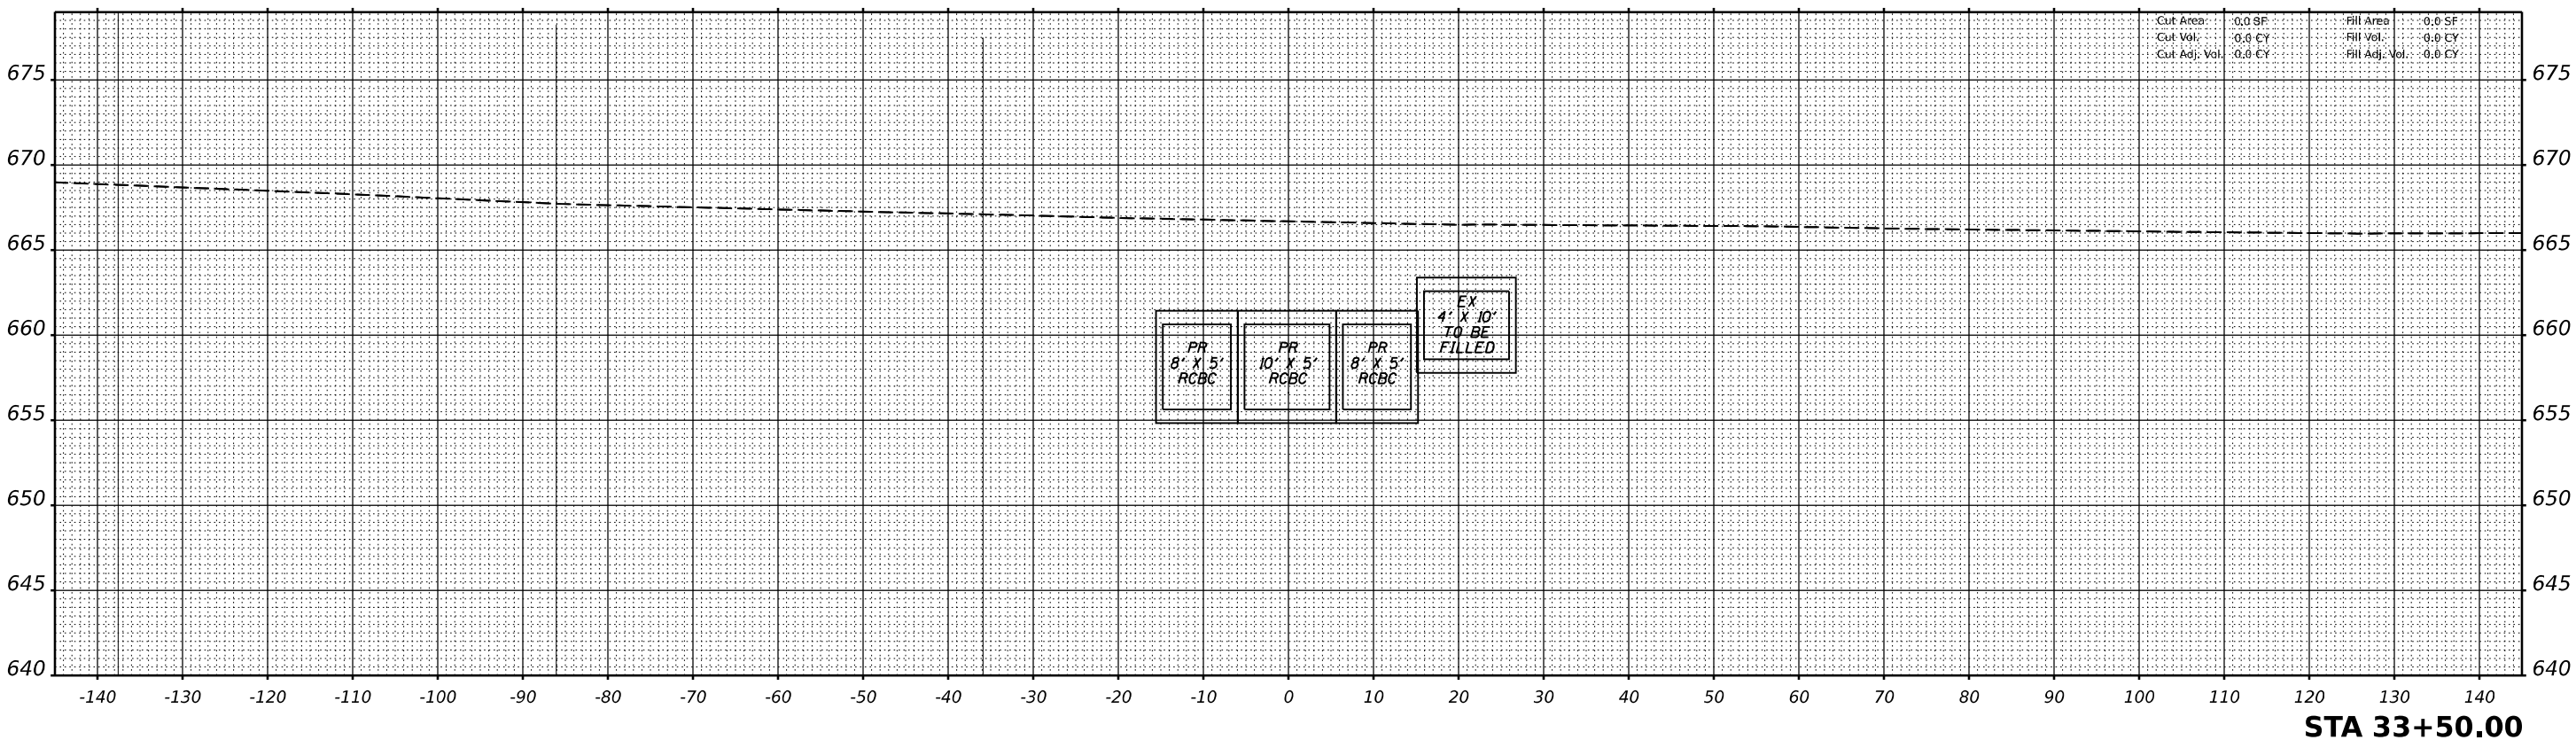 Cut Area 0.0 SF Fill Area 0.0 SF
Cut Vol. 0.0 CY Fill Vol. 0.0 CY
Cut Adj. Vol. 0.0 CY Fill Adj. Vol. 0.0 CY
675 675
670 670
665 665
EX
4' X 10'
TO BE
FILLED
660 660
PR
8' X 5'
RCBC
PR
10' X 5'
RCBC
PR
8' X 5'
RCBC
655 655
650 650
645 645
640 640
-140 -130 -120 -110 -100 -90 -80 -70 -60 -50 -40 -30 -20 -10 0 10 20 30 40 50 60 70 80 90 100 110 120 130 140
STA 33+50.00